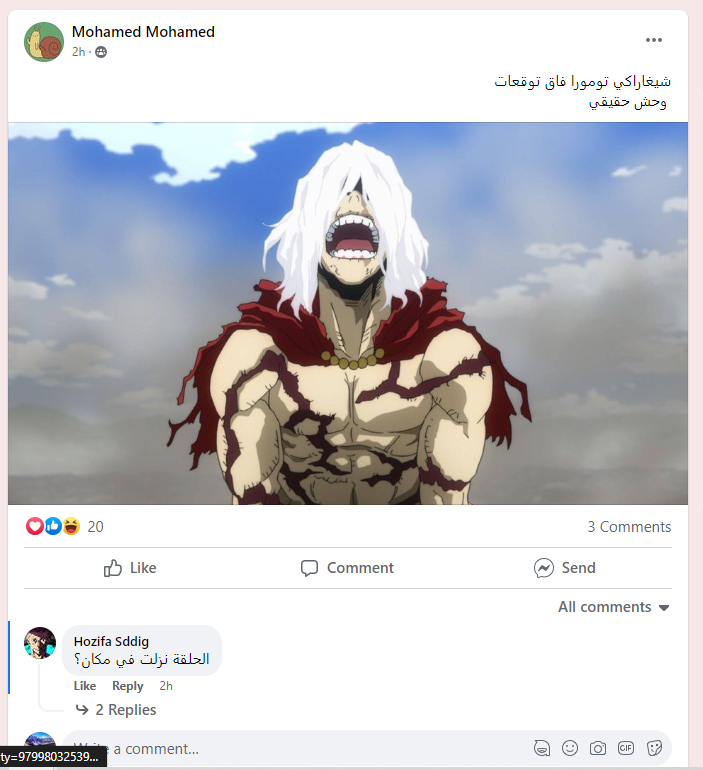 Mohamed Mohamed
2h ·
شيغاراكي تومورا فاق توقعات
وحش حقيقي
20
3 Comments
Like
Comment
Send
All comments
Hozifa Sddig
الحلقة نزلت في مكان؟
Like Reply 2h
2 Replies
Write a comment...
GIF
ty=97998032539...